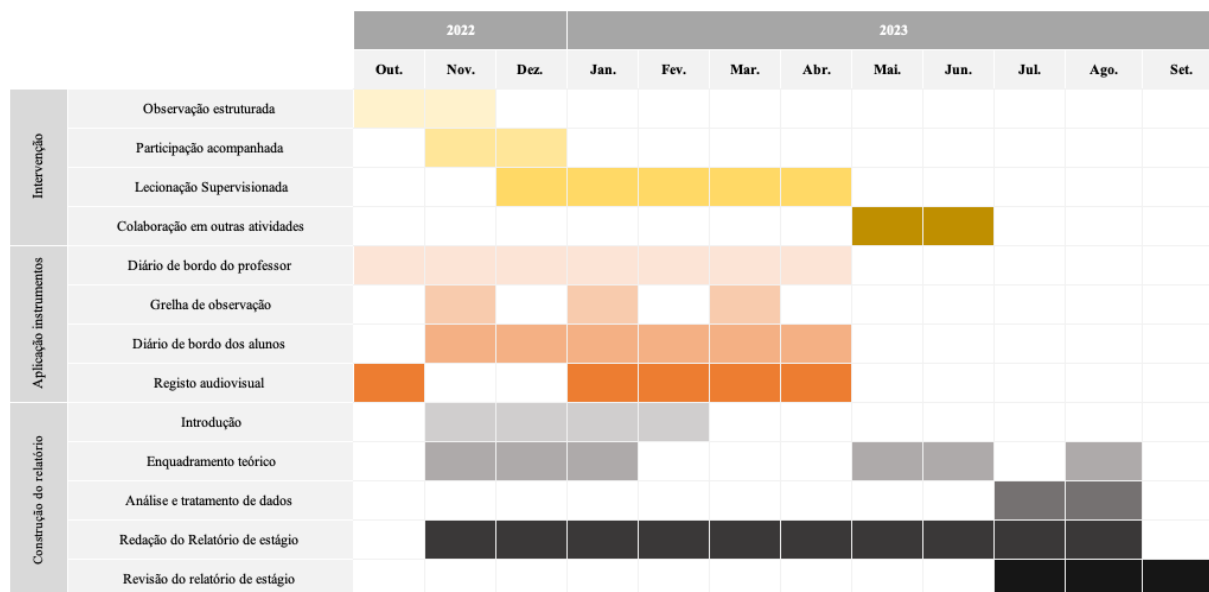 2022
2023
Out.
Nov.
Dez.
Jan.
Fev.
Mar.
Abr.
Mai.
Jun.
Jul.
Ago.
Set.
Intervenção
Observação estruturada
Participação acompanhada
Lecionação Supervisionada
Colaboração em outras atividades
Aplicação instrumentos
Diário de bordo do professor
Grelha de observação
Diário de bordo dos alunos
Registo audiovisual
Construção do relatório
Introdução
Enquadramento teórico
Análise e tratamento de dados
Redação do Relatório de estágio
Revisão do relatório de estágio